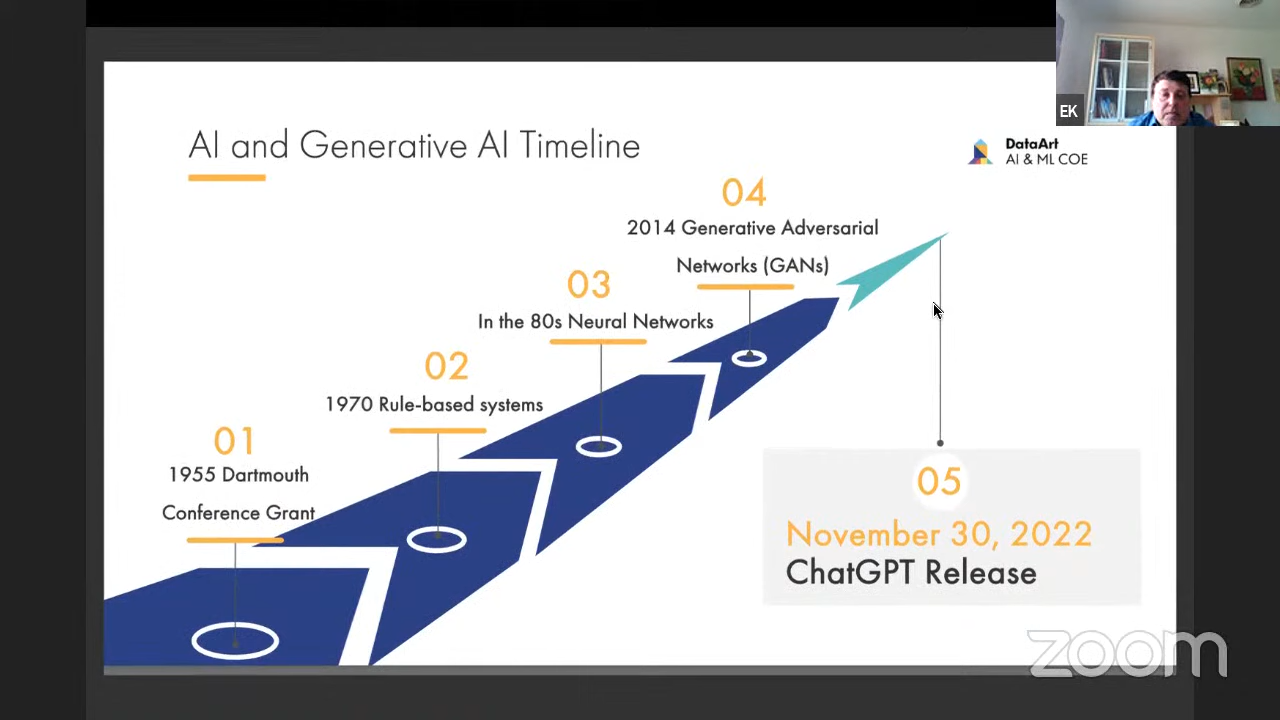 EK
AI and Generative AI Timeline
DataArt
AI & ML COE
04
2014 Generative Adversarial
Networks (GANs)
03
In the 80s Neural Networks
02
1970 Rule-based systems
01
1955 Dartmouth
Conference Grant
05
November 30, 2022
ChatGPT Release
zoom